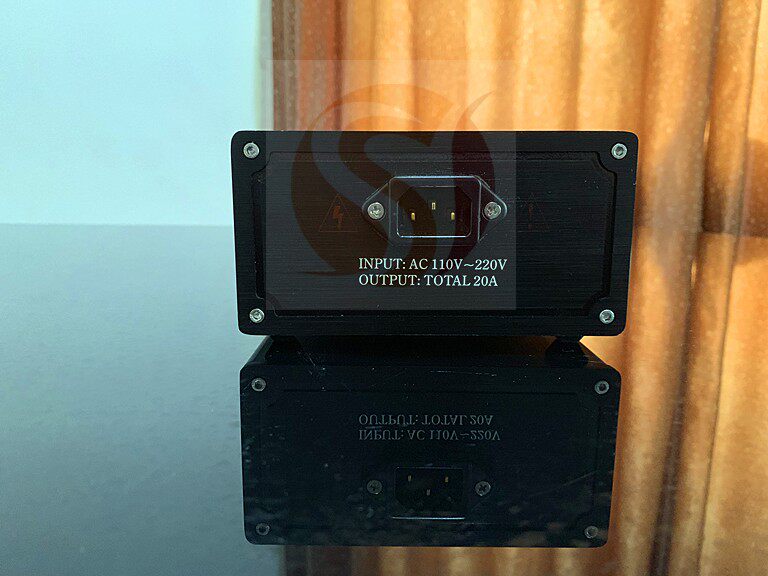 INPUT: AC 110V~220V
OUTPUT: TOTAL 20A